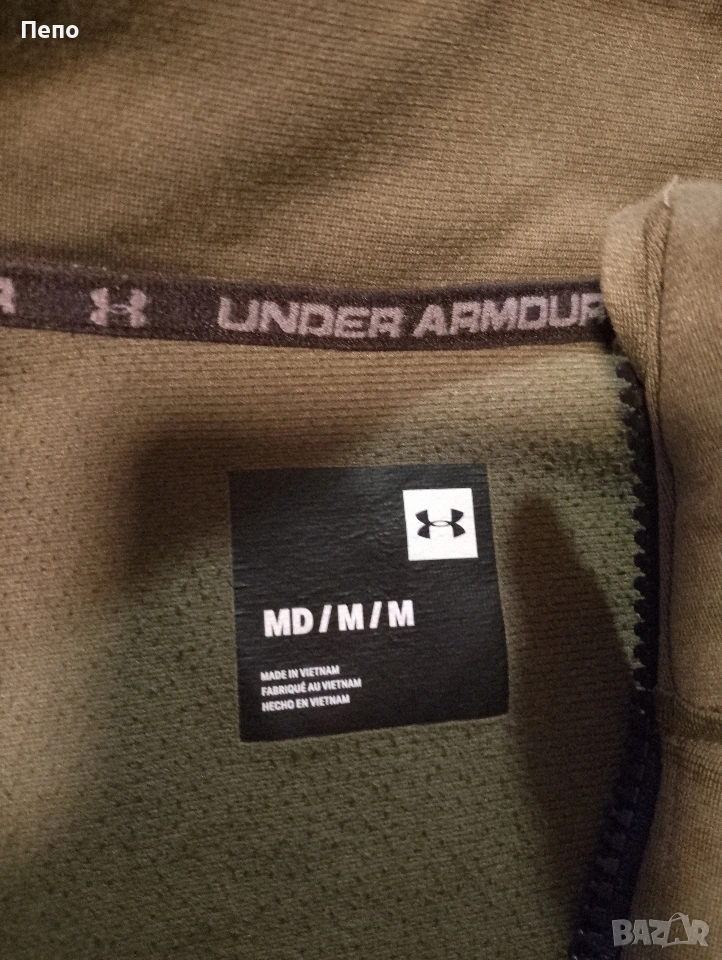 Пепо
R UNDER ARMOUR
MD / M / M
MADE IN VIETNAM
FABRIQUÉ AU VIETNAM
HECHO EN VIETNAM
BAZAR